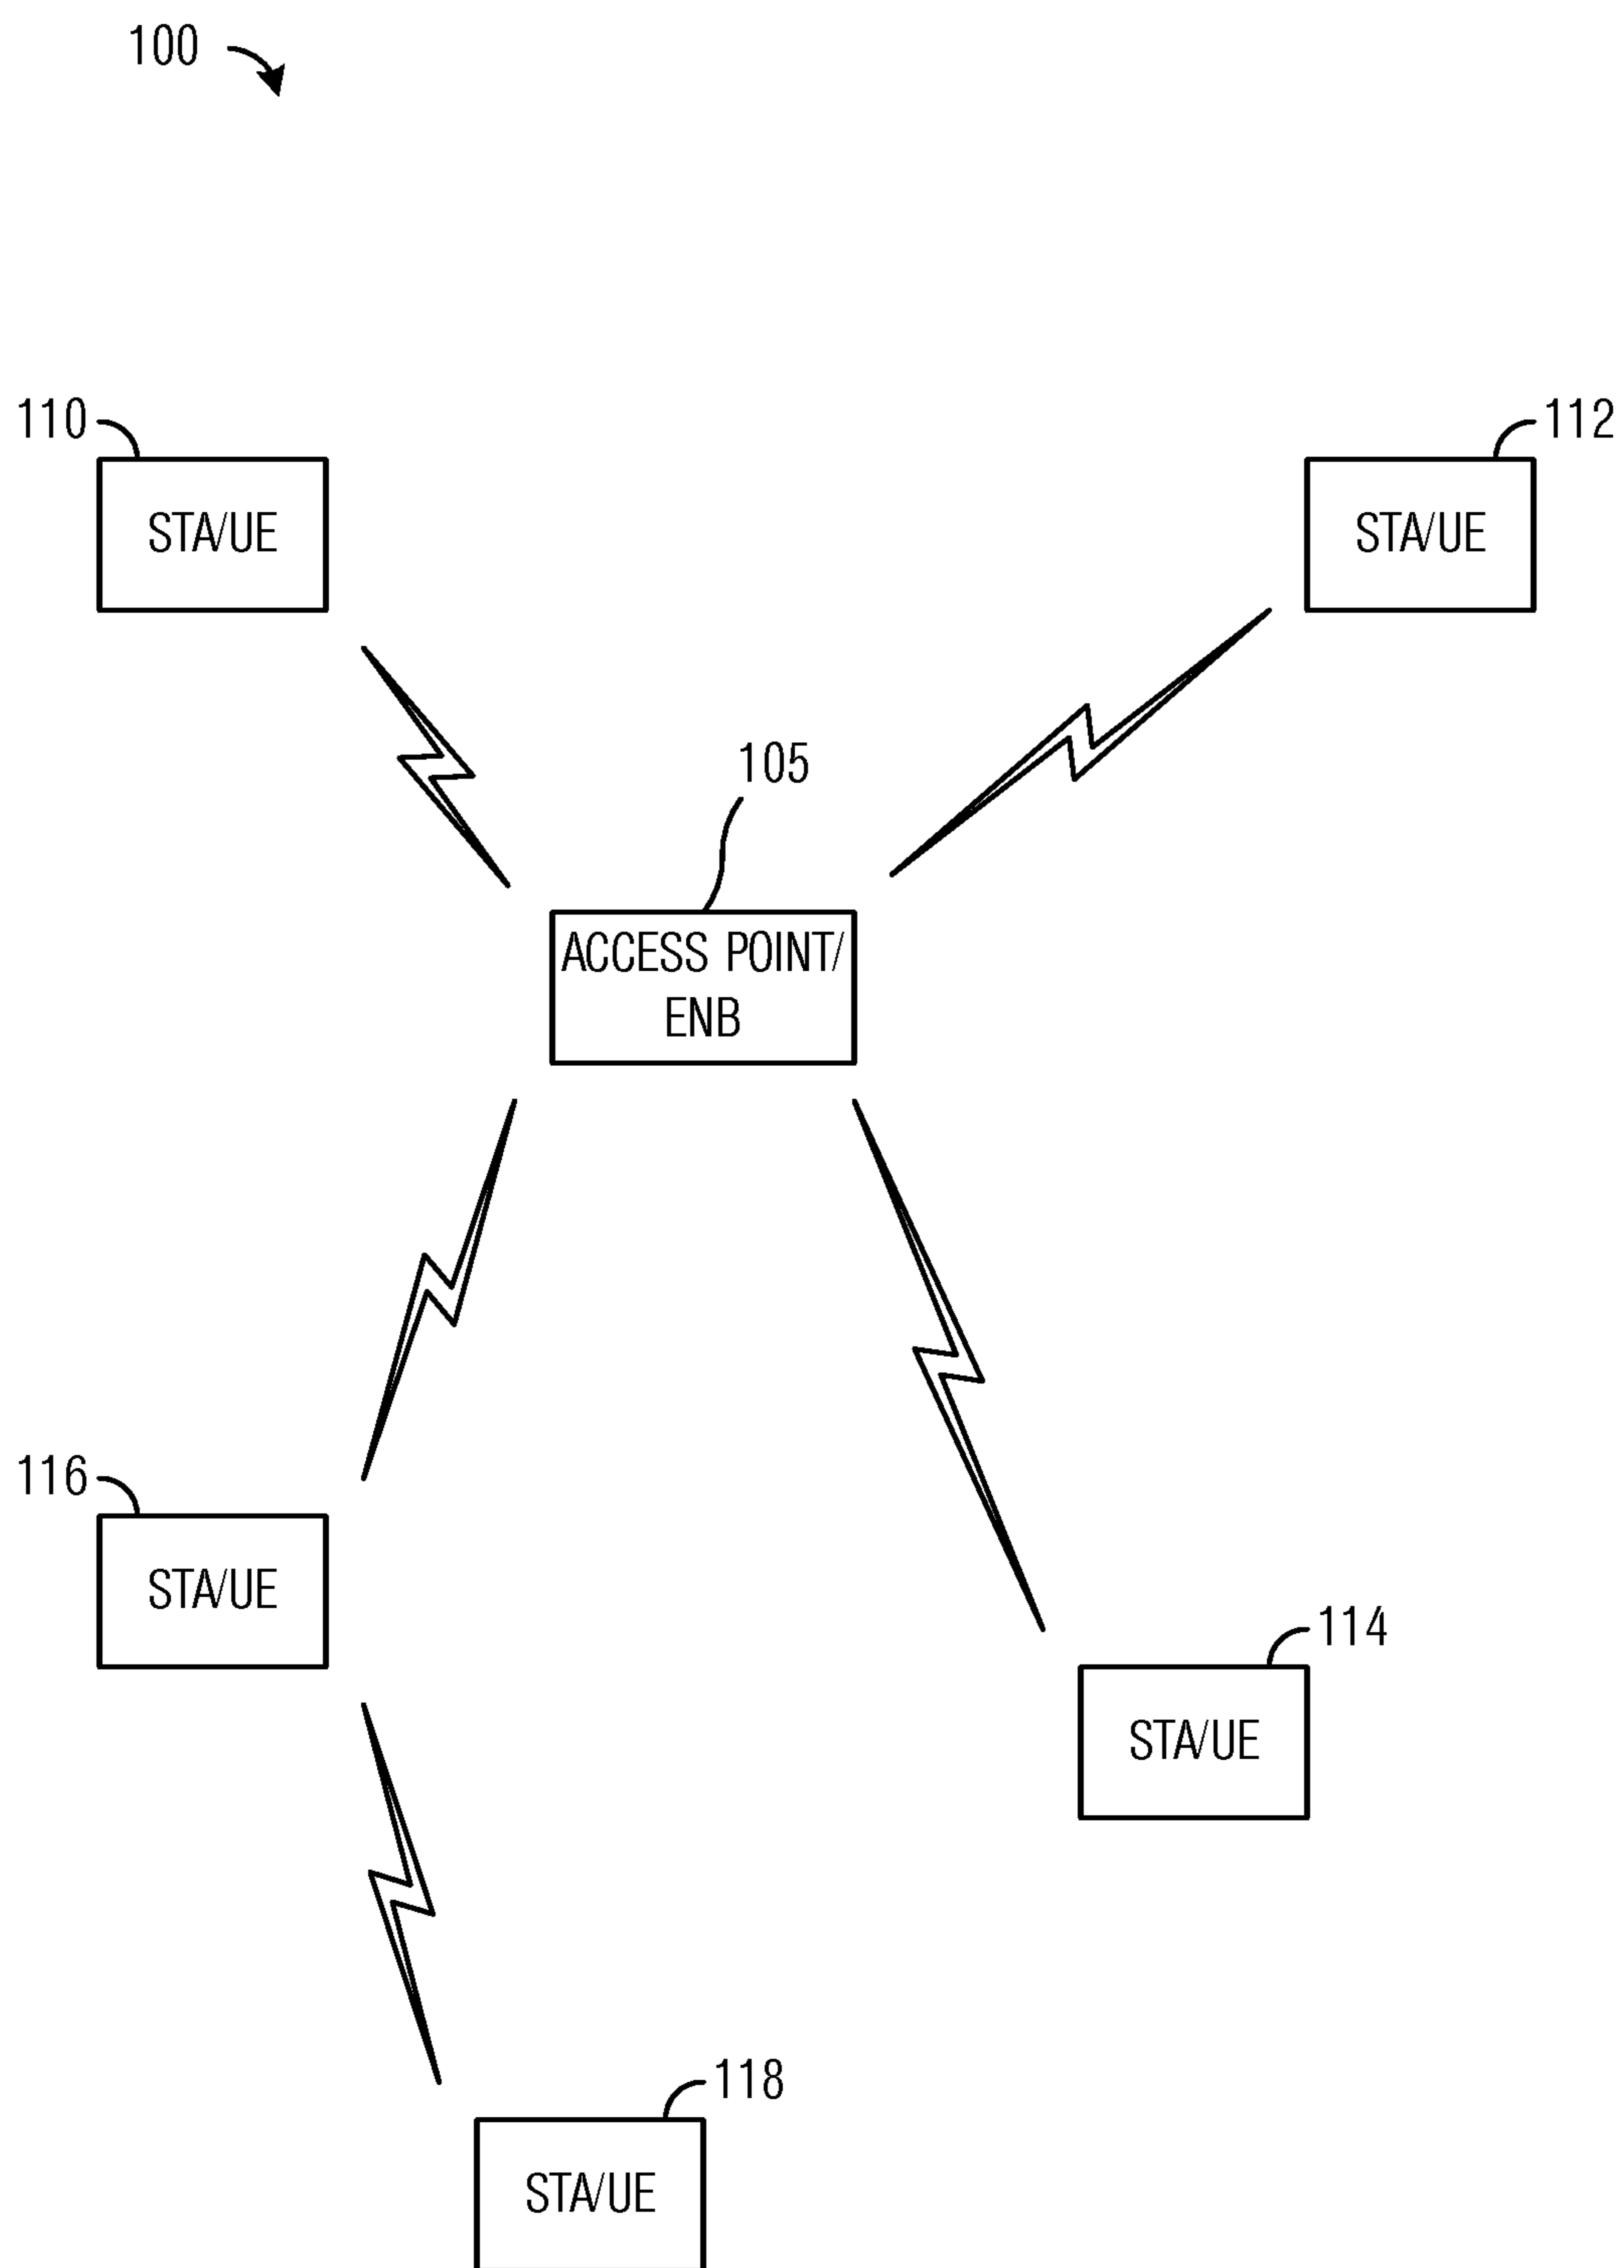 100
110
112
STA/UE
STA/UE
105
ACCESS POINT/
ENB
116
STA/UE
114
STA/UE
118
STA/UE